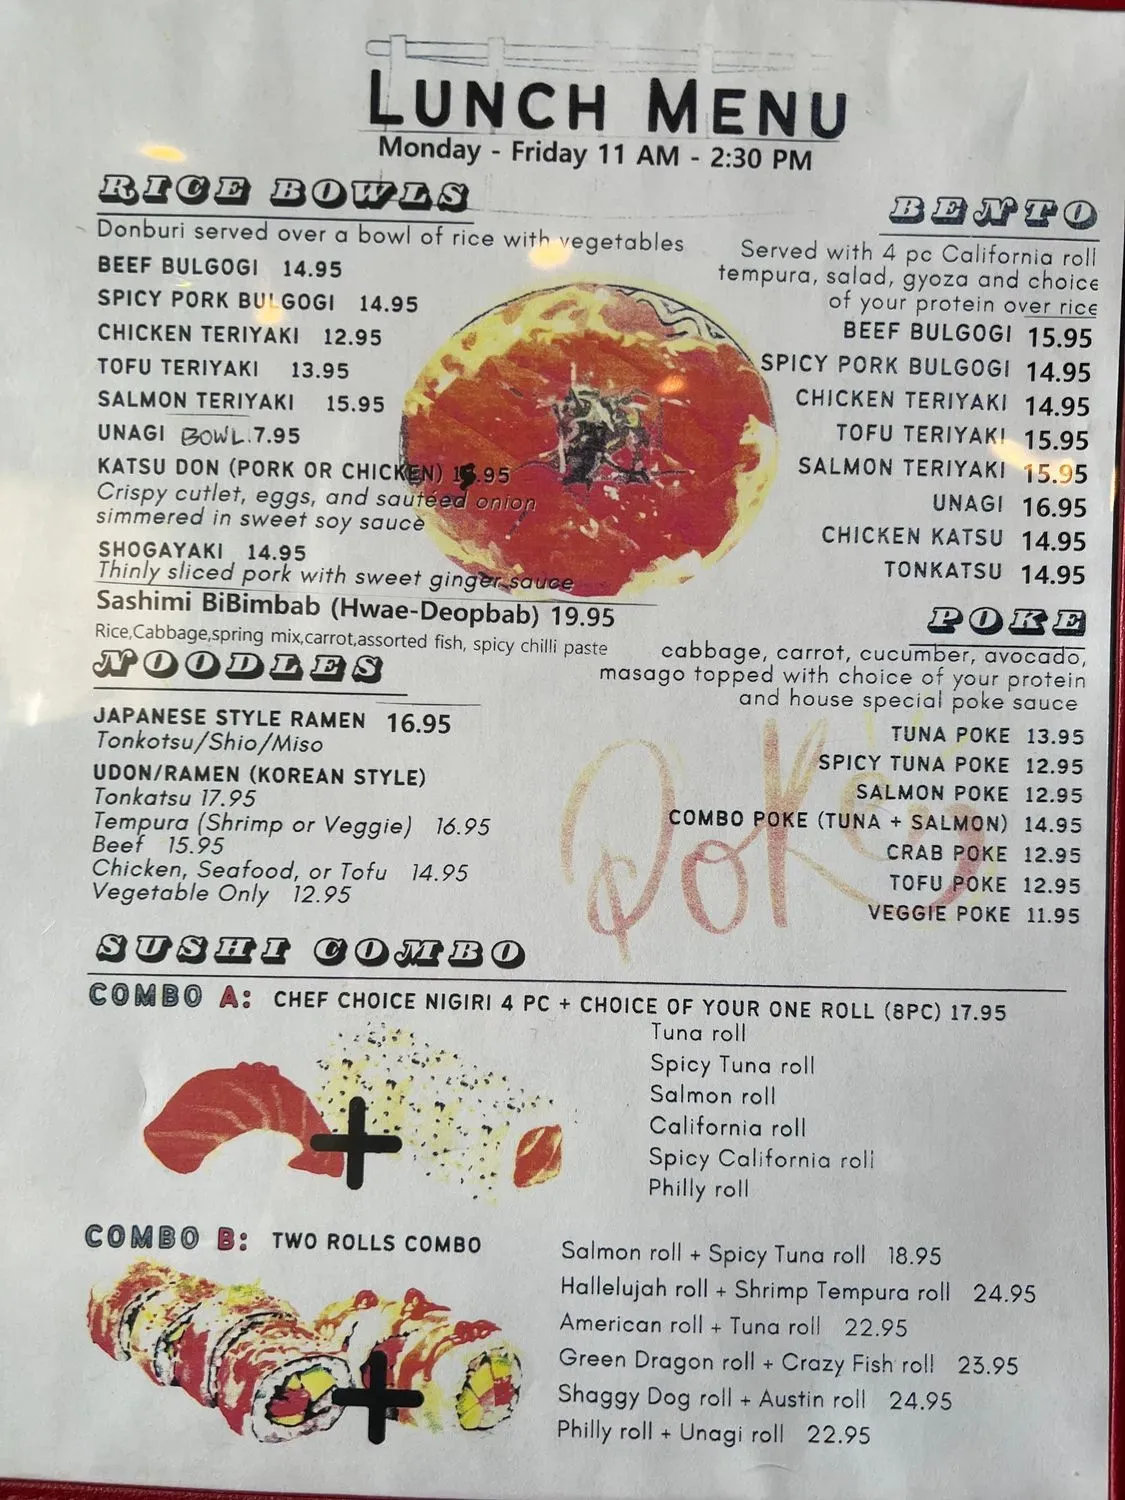 LUNCH MENU
Monday - Friday 11 AM - 2:30 PM
RICE BOWLS
Donburi served over a bowl of rice with vegetables
BEEF BULGOGI 14.95
SPICY PORK BULGOGI 14.95
CHICKEN TERIYAKI 12.95
TOFU TERIYAKI 13.95
SALMON TERIYAKI 15.95
UNAGI BOWL 17.95
KATSU DON (PORK OR CHICKEN)
Crispy cutlet, eggs, and sautéed onion
simmered in sweet soy sauce
SHOGAYAKI 14.95
Thinly sliced pork with sweet ginger sauce
Sashimi BiBimbab (Hwae-Deopbab) 19.95
Rice,Cabbage,spring mix,carrot,assorted fish, spicy chilli paste
NOODLES
JAPANESE STYLE RAMEN 16.95
Tonkotsu/Shio/Miso
UDON/RAMEN (KOREAN STYLE)
Tonkatsu 17.95
Tempura (Shrimp or Veggie) 16.95
Beef 15.95
Chicken, Seafood, or Tofu 14.95
Vegetable Only 12.95
BENTO
Served with 4 pc California roll
tempura, salad, gyoza and choice
of your protein over rice
BEEF BULGOGI 15.95
SPICY PORK BULGOGI 14.95
CHICKEN TERIYAKI 14.95
TOFU TERIYAKI 15.95
SALMON TERIYAKI 15.95
UNAGI 16.95
CHICKEN KATSU 14.95
TONKATSU 14.95
POKE
cabbage, carrot, cucumber, avocado,
masago topped with choice of your protein
and house special poke sauce
TUNA POKE 13.95
SPICY TUNA POKE 12.95
SALMON POKE 12.95
COMBO POKE (TUNA + SALMON) 14.95
CRAB POKE 12.95
TOFU POKE 12.95
VEGGIE POKE 11.95
Poke
SUSHI COMBO
COMBO A: CHEF CHOICE NIGIRI 4 PC + CHOICE OF YOUR ONE ROLL (8PC) 17.95
Tuna roll
Spicy Tuna roll
Salmon roll
California roll
Spicy California roll
Philly roll
COMBO B: TWO ROLLS COMBO
Salmon roll + Spicy Tuna roll 18.95
Hallelujah roll + Shrimp Tempura roll 24.95
American roll + Tuna roll 22.95
Green Dragon roll + Crazy Fish roll 23.95
Shaggy Dog roll + Austin roll 24.95
Philly roll + Unagi roll 22.95